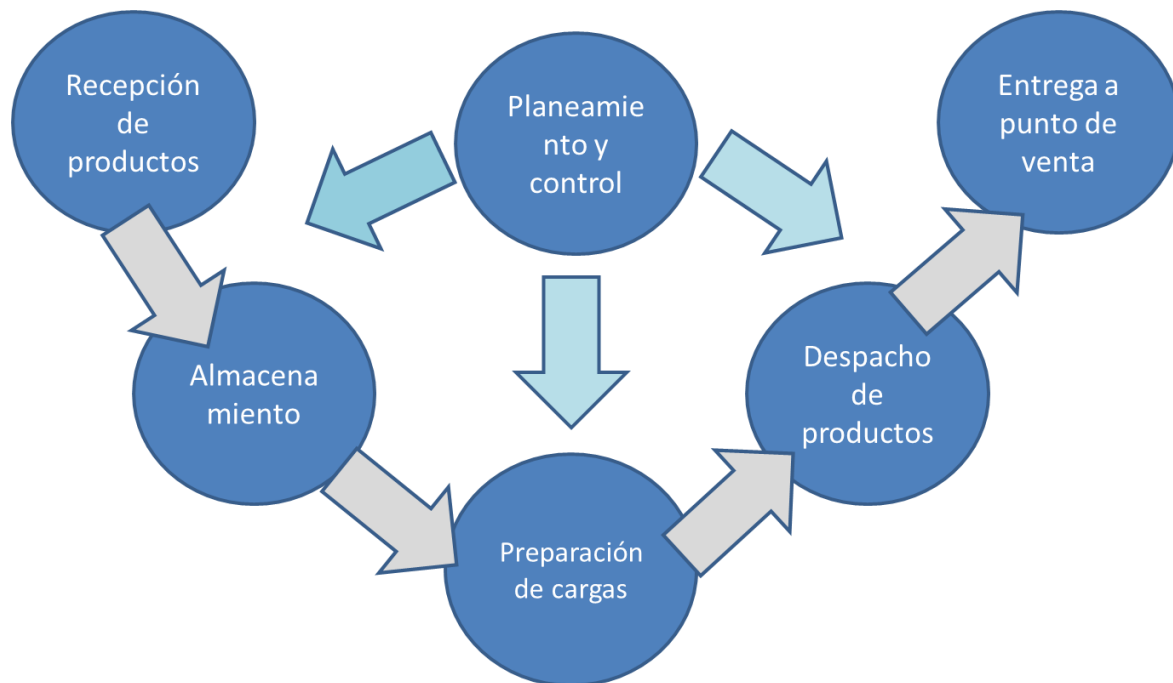 Recepción
de
productos
Planeamie
nto y
control
Entrega a
punto de
venta
Almacena
miento
Despacho
de
productos
Preparación
de cargas